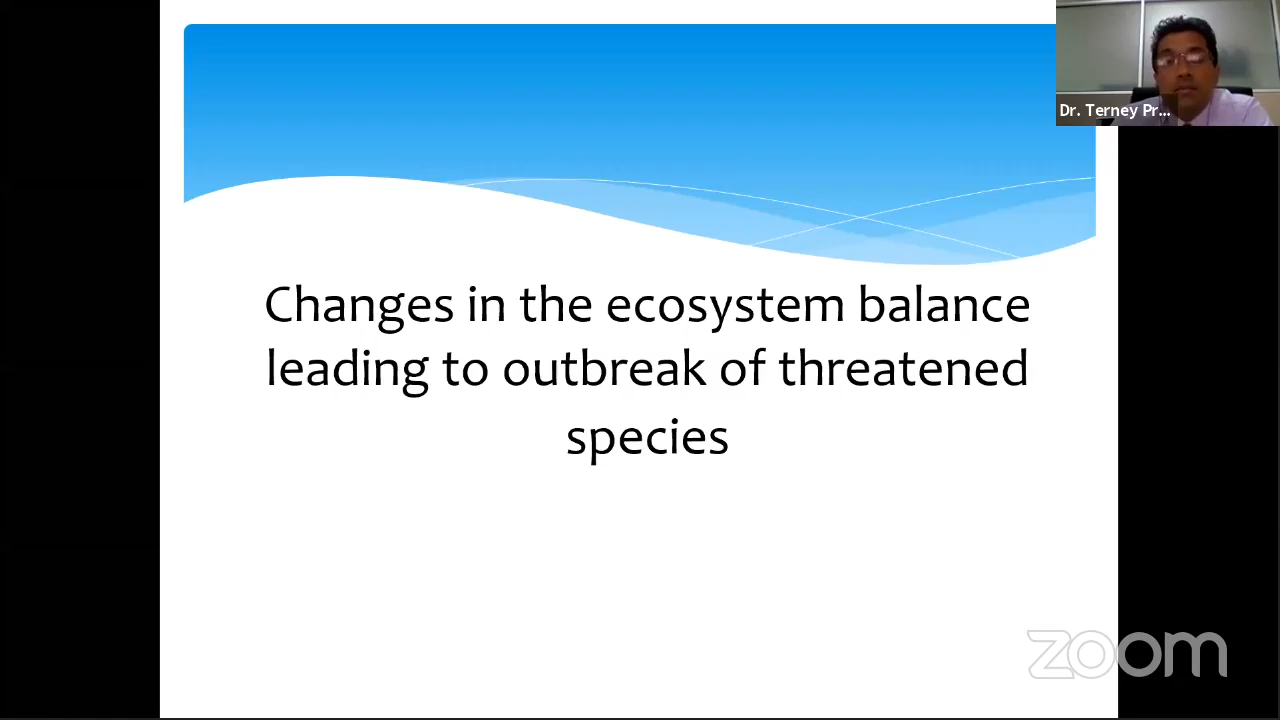 Dr. Terney Pr...
Changes in the ecosystem balance
leading to outbreak of threatened
species
zoom